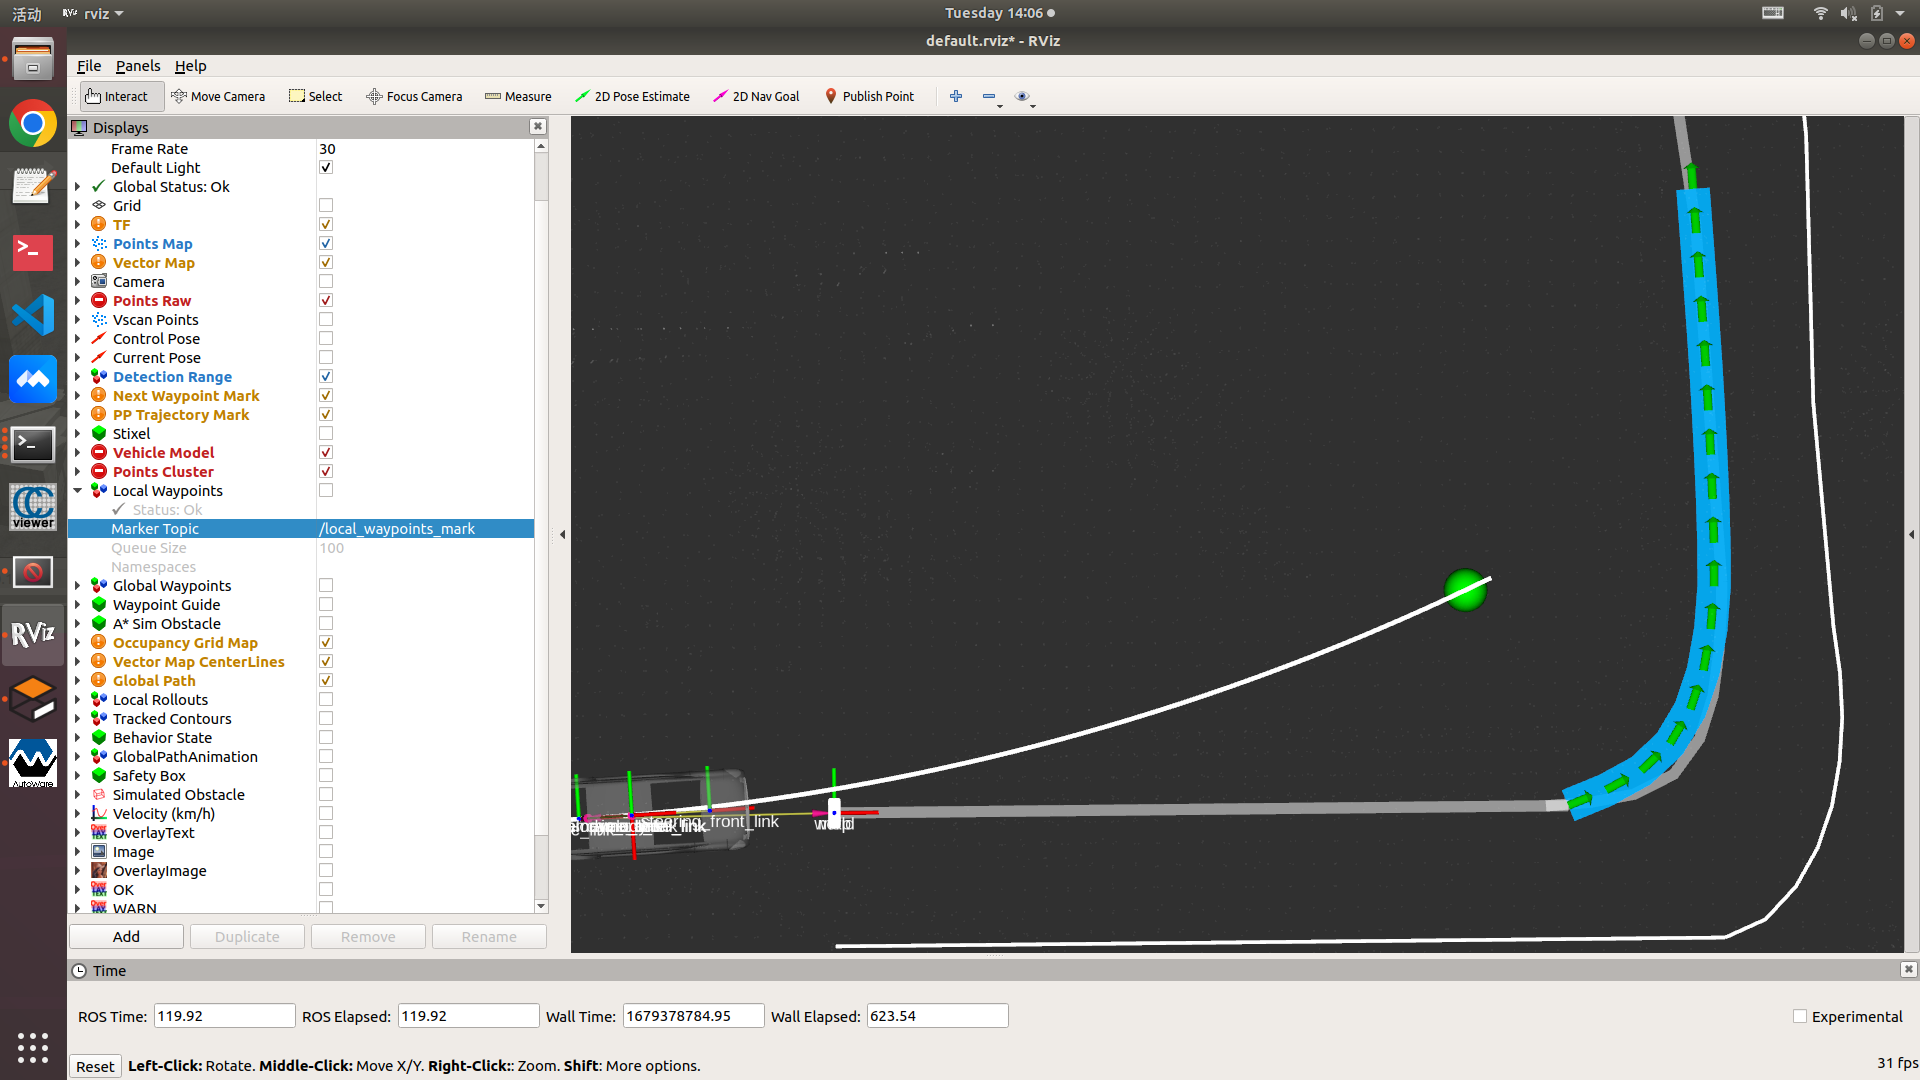 活动
RViz rviz
Tuesday 14:06
default.rviz* - RViz
File Panels Help
Interact Move Camera Select Focus Camera Measure 2D Pose Estimate 2D Nav Goal Publish Point
Displays
Frame Rate 30
Default Light
Global Status: Ok
Grid
TF
Points Map
Vector Map
Camera
Points Raw
Vscan Points
Control Pose
Current Pose
Detection Range
Next Waypoint Mark
PP Trajectory Mark
Stixel
Vehicle Model
Points Cluster
Local Waypoints
Status: Ok
Marker Topic /local_waypoints_mark
Queue Size 100
Namespaces
Global Waypoints
Waypoint Guide
A* Sim Obstacle
Occupancy Grid Map
Vector Map CenterLines
Global Path
Local Rollouts
Tracked Contours
Behavior State
GlobalPathAnimation
Safety Box
Simulated Obstacle
Velocity (km/h)
OverlayText
Image
OverlayImage
OK
WARN
Add Duplicate Remove Rename
CC
viewer
RViz
AutoWare
_front_link
Time
ROS Time: 119.92 ROS Elapsed: 119.92 Wall Time: 1679378784.95 Wall Elapsed: 623.54 Experimental
Reset Left-Click: Rotate. Middle-Click: Move X/Y. Right-Click:: Zoom. Shift: More options. 31 fps